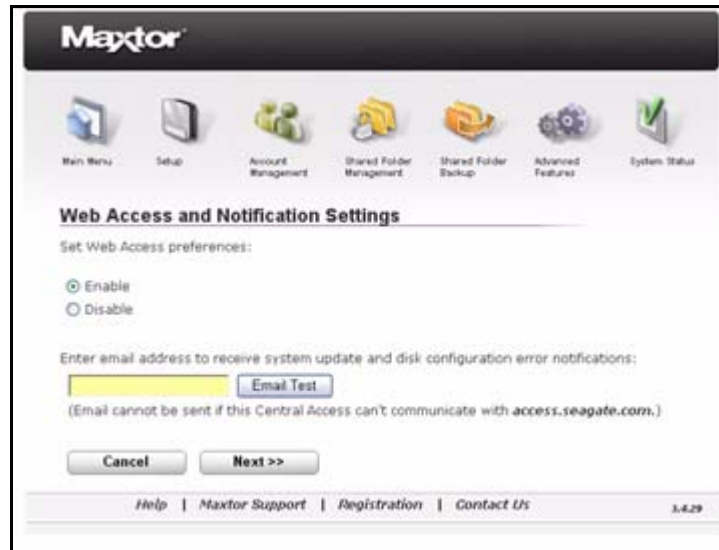 Maxtor
Main Menu
Setup
Account Management
Shared Folder Management
Shared Folder Backup
Advanced Features
System Status
Web Access and Notification Settings
Set Web Access preferences:
Enable
Disable
Enter email address to receive system update and disk configuration error notifications:
Email Test
(Email cannot be sent if this Central Access can't communicate with access.seagate.com.)
Cancel
Next >>
Help | Maxtor Support | Registration | Contact Us
3.4.29